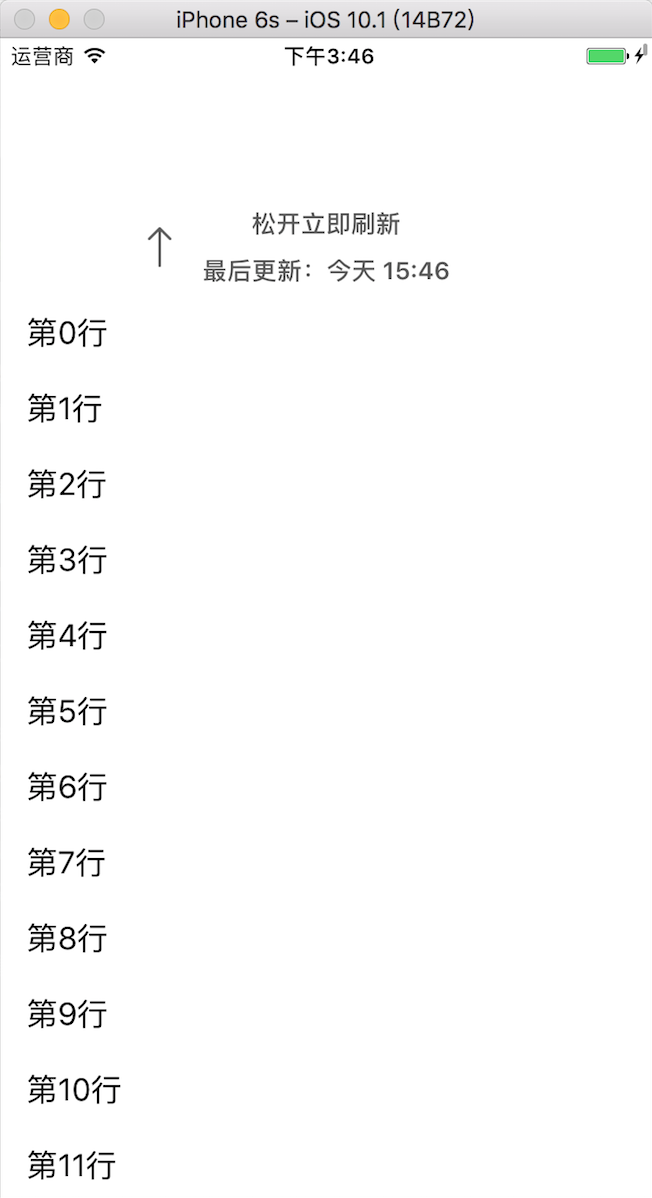 iPhone 6s – iOS 10.1 (14B72)
运营商 下午3:46
松开立即刷新
最后更新：今天 15:46
第0行
第1行
第2行
第3行
第4行
第5行
第6行
第7行
第8行
第9行
第10行
第11行